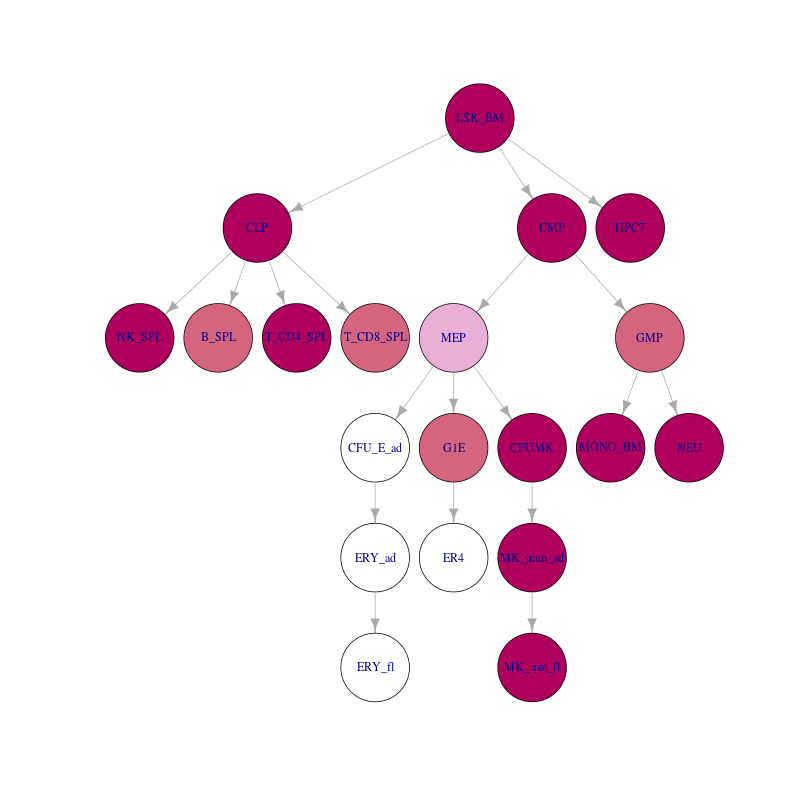 LSK_BM
CLP
CMP
HPC7
NK_SPL
B_SPL
T_CD4_SPL
T_CD8_SPL
MEP
GMP
CFU_E_ad
G1E
CFUMK
MONO_BM
NEU
ERY_ad
ER4
MK_imm_ad
ERY_fl
MK_mat_fl